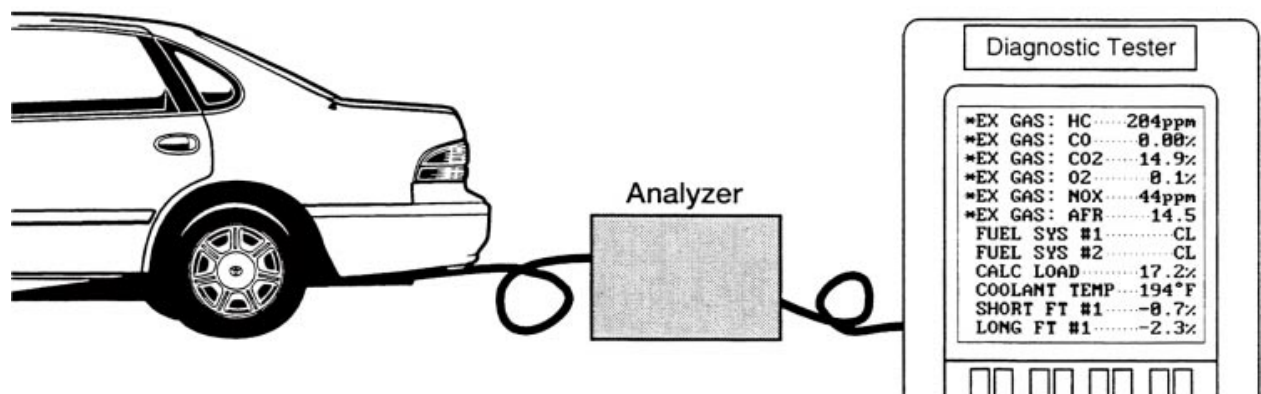 Diagnostic Tester
*EX GAS: HC·····204ppm
*EX GAS: CO·······0.00%
*EX GAS: CO2····14.9%
*EX GAS: O2·······0.1%
*EX GAS: NOX····44ppm
*EX GAS: AFR·····14.5
FUEL SYS #1··········CL
FUEL SYS #2··········CL
CALC LOAD·······17.2%
COOLANT TEMP···194°F
SHORT FT #1·····-0.7%
LONG FT #1·······-2.3%
Analyzer